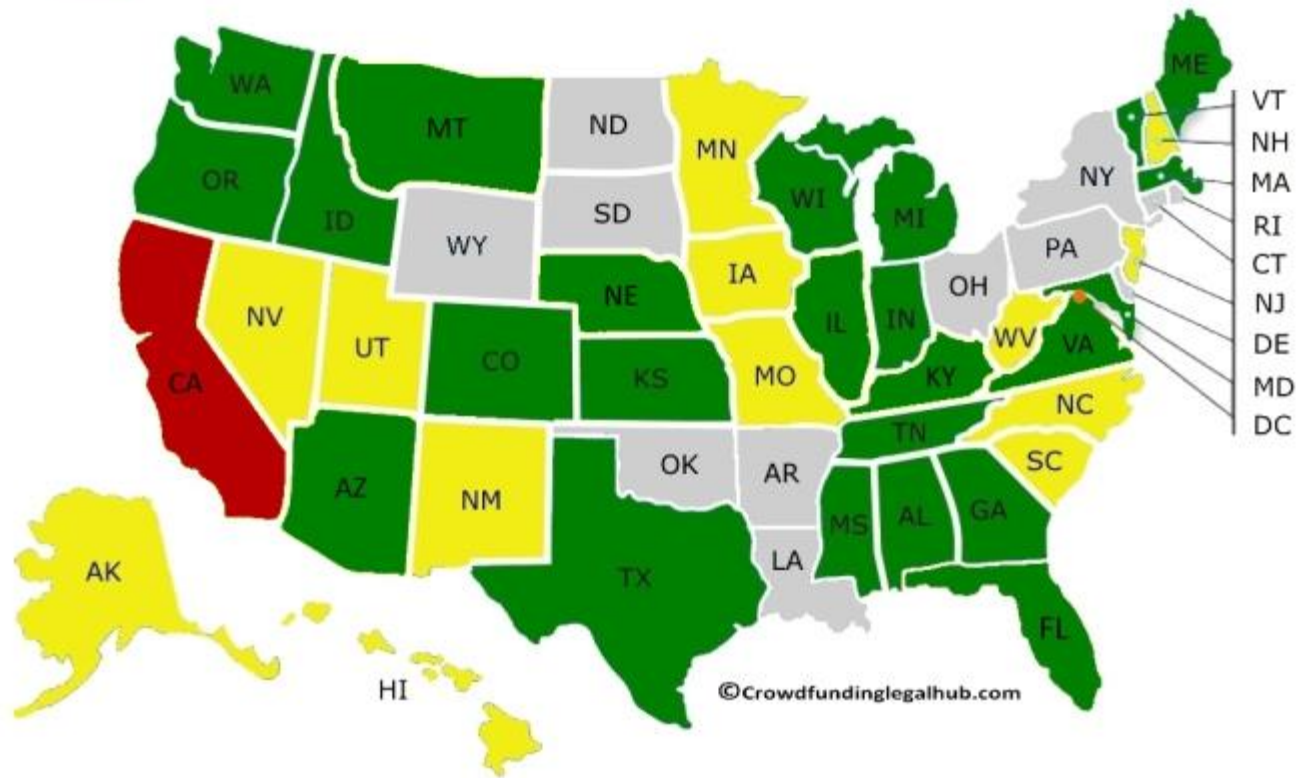 WA
MT
ND
MN
ME
VT
NH
MA
RI
CT
NJ
DE
MD
DC
OR
ID
WY
SD
WI
MI
NY
NV
UT
CO
NE
IA
IL
IN
OH
PA
WV
VA
CA
KS
MO
KY
NC
TN
SC
AZ
NM
OK
AR
MS
AL
GA
TX
LA
FL
AK
HI
©Crowdfundinglegalhub.com